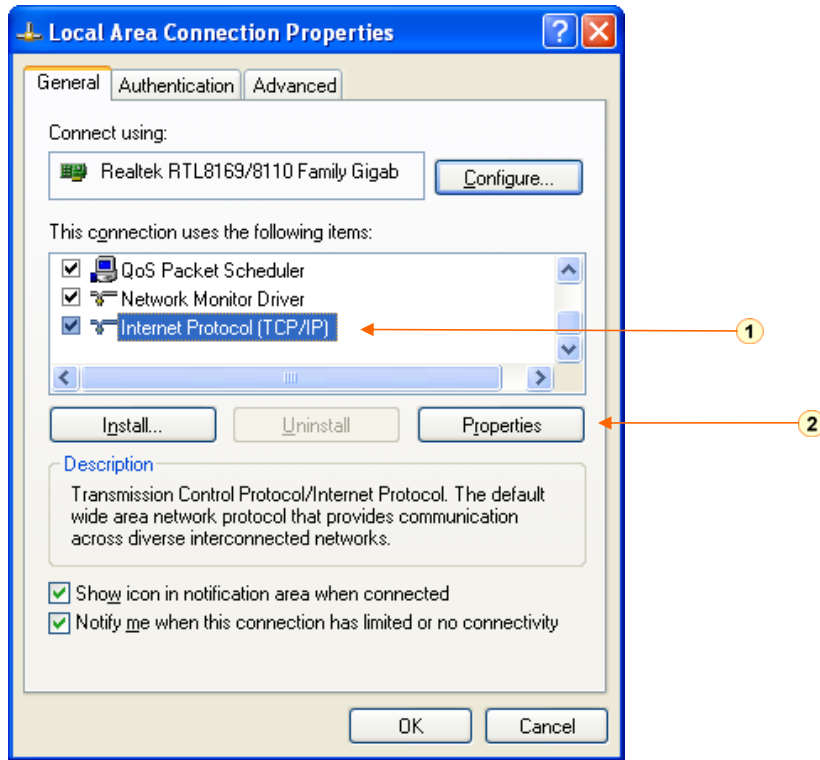 Local Area Connection Properties
General Authentication Advanced
Connect using:
Realtek RTL8169/8110 Family Gigab
Configure...
This connection uses the following items:
QoS Packet Scheduler
Network Monitor Driver
Internet Protocol (TCP/IP)
1
Install... Uninstall Properties
2
Description
Transmission Control Protocol/Internet Protocol. The default
wide area network protocol that provides communication
across diverse interconnected networks.
Show icon in notification area when connected
Notify me when this connection has limited or no connectivity
OK Cancel